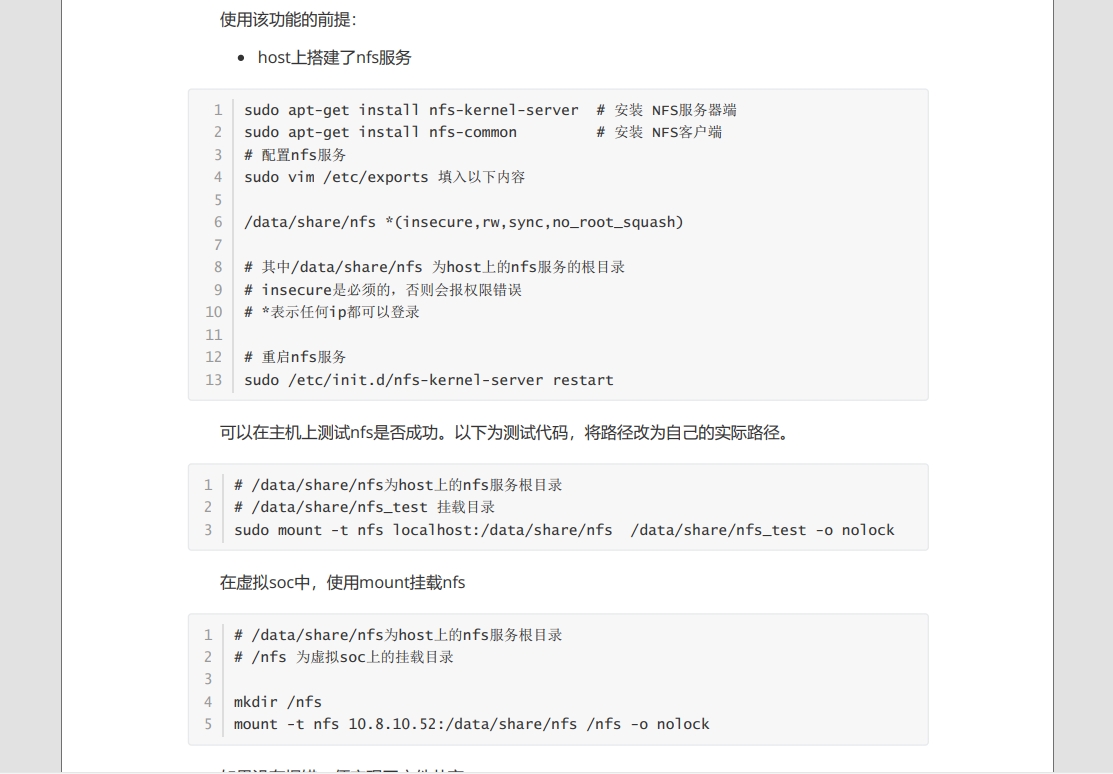 使用该功能的前提：
• host上搭建了nfs服务
1 sudo apt-get install nfs-kernel-server  # 安装 NFS服务器端
2 sudo apt-get install nfs-common         # 安装 NFS客户端
3 # 配置nfs服务
4 sudo vim /etc/exports 填入以下内容
5
6 /data/share/nfs *(insecure,rw,sync,no_root_squash)
7
8 # 其中/data/share/nfs 为host上的nfs服务的根目录
9 # insecure是必须的，否则会报权限错误
10 # *表示任何ip都可以登录
11
12 # 重启nfs服务
13 sudo /etc/init.d/nfs-kernel-server restart
可以在主机上测试nfs是否成功。以下为测试代码，将路径改为自己的实际路径。
1 # /data/share/nfs为host上的nfs服务根目录
2 # /data/share/nfs_test 挂载目录
3 sudo mount -t nfs localhost:/data/share/nfs  /data/share/nfs_test -o nolock
在虚拟soc中，使用mount挂载nfs
1 # /data/share/nfs为host上的nfs服务根目录
2 # /nfs 为虚拟soc上的挂载目录
3
4 mkdir /nfs
5 mount -t nfs 10.8.10.52:/data/share/nfs /nfs -o nolock